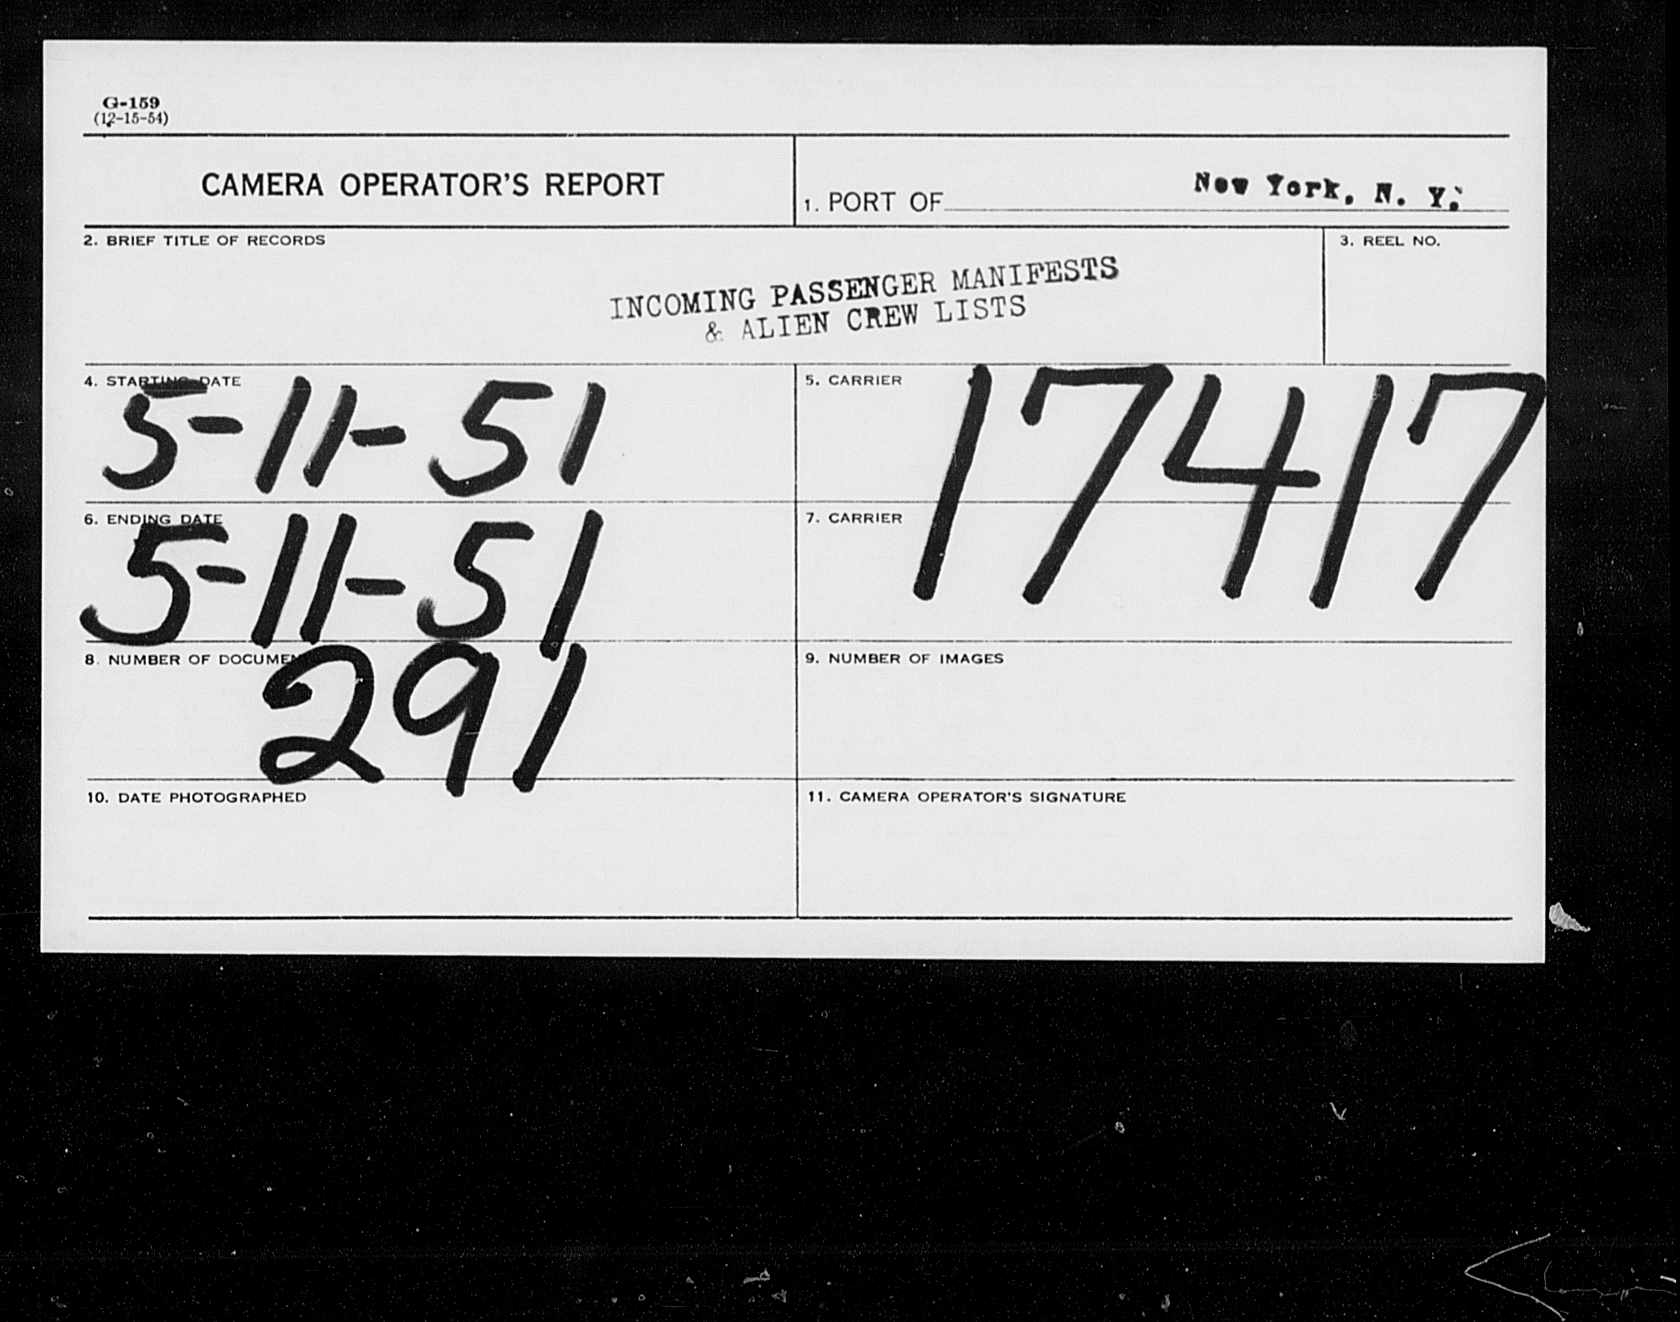 G-159
(12-15-54)
CAMERA OPERATOR'S REPORT
1. PORT OF New York, N. Y.
2. BRIEF TITLE OF RECORDS
INCOMING PASSENGER MANIFESTS
& ALIEN CREW LISTS
3. REEL NO.
4. STARTING DATE
5-11-51
5. CARRIER
17417
6. ENDING DATE
5-11-51
7. CARRIER
8. NUMBER OF DOCUMEN
291
9. NUMBER OF IMAGES
10. DATE PHOTOGRAPHED
11. CAMERA OPERATOR'S SIGNATURE